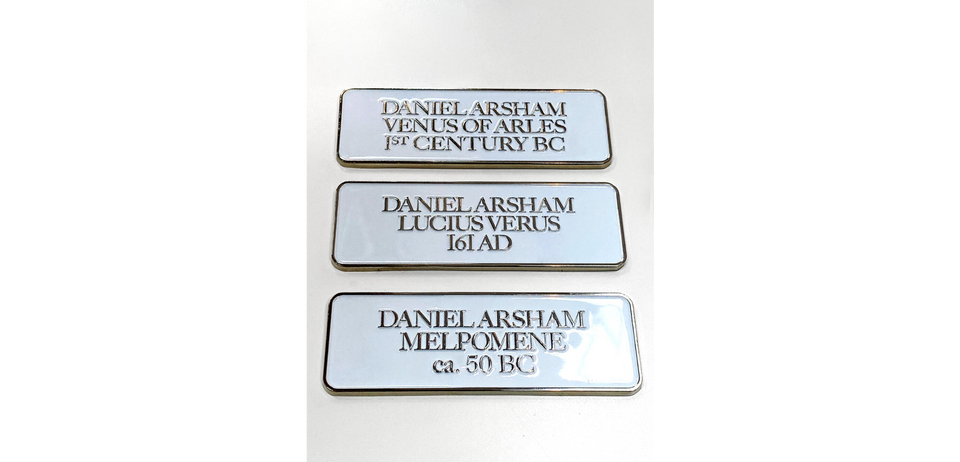 DANIEL ARSHAM
VENUS OF ARLES
1ST CENTURY BC
DANIEL ARSHAM
LUCIUS VERUS
161 AD
DANIEL ARSHAM
MELPOMENE
ca. 50 BC